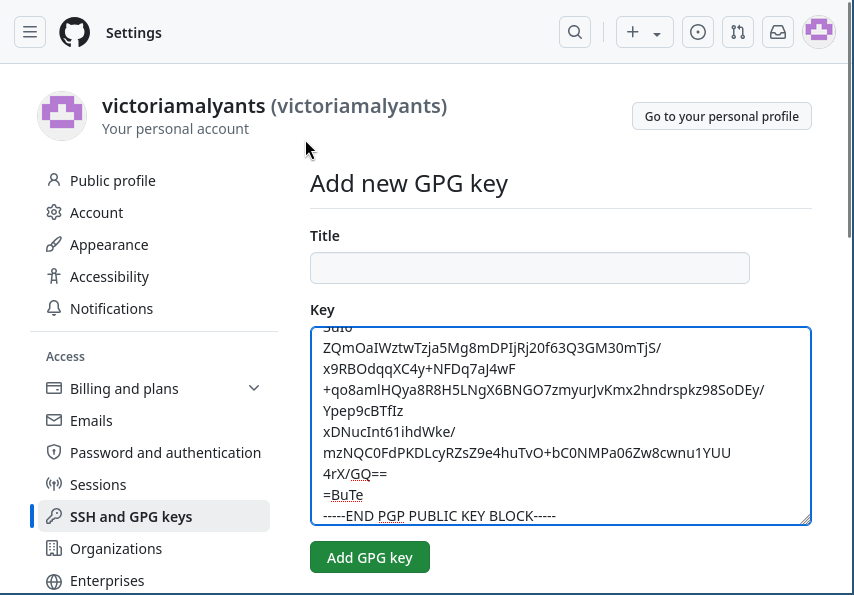 Settings
victoriamalyants (victoriamalyants)
Your personal account
Go to your personal profile
Public profile
Account
Appearance
Accessibility
Notifications
Access
Billing and plans
Emails
Password and authentication
Sessions
SSH and GPG keys
Organizations
Enterprises
Add new GPG key
Title
Key
ZQmOaIWztwTzja5Mg8mDPIjRj20f63Q3GM30mTjS/
x9RBOdqqXC4y+NFDq7aJ4wF
+qo8amlHQya8R8H5LNgX6BNGO7zmyurJvKmx2hndrspkz98SoDEy/
Ypep9cBTfIz
xDNucInt61ihdWke/
mzNQC0FdPKDLcyRZsZ9e4huTvO+bC0NMPa06Zw8cwnu1YUU
4rX/GQ==
=BuTe
-----END PGP PUBLIC KEY BLOCK-----
Add GPG key